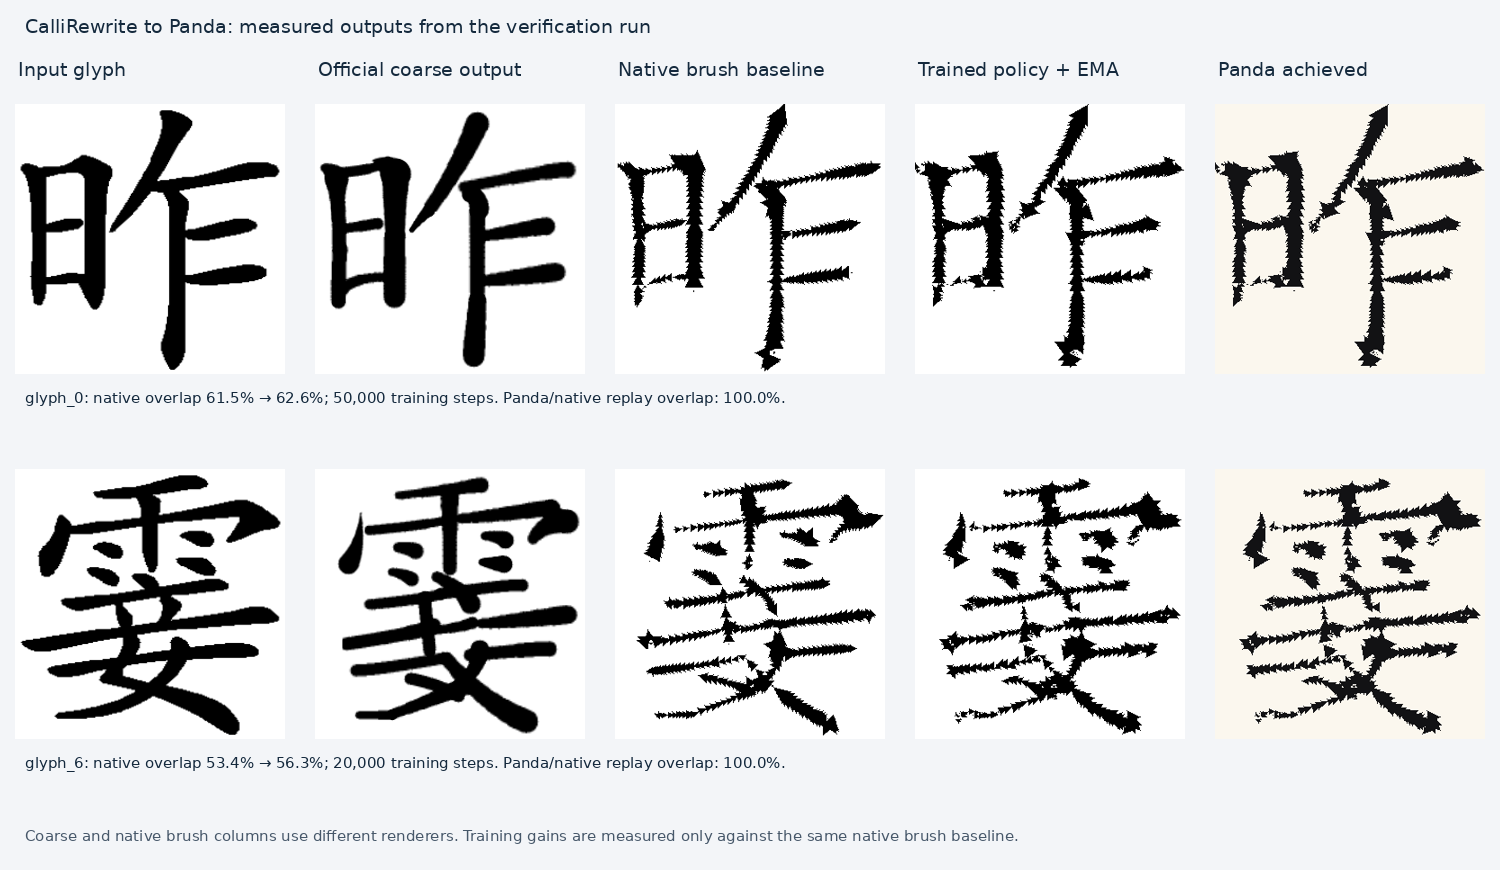 CalliRewrite to Panda: measured outputs from the verification run
Input glyph Official coarse output Native brush baseline Trained policy + EMA Panda achieved
昨 昨 昨 昨 昨
glyph_0: native overlap 61.5% → 62.6%; 50,000 training steps. Panda/native replay overlap: 100.0%.
霎 霎 霎 霎 霎
glyph_6: native overlap 53.4% → 56.3%; 20,000 training steps. Panda/native replay overlap: 100.0%.
Coarse and native brush columns use different renderers. Training gains are measured only against the same native brush baseline.